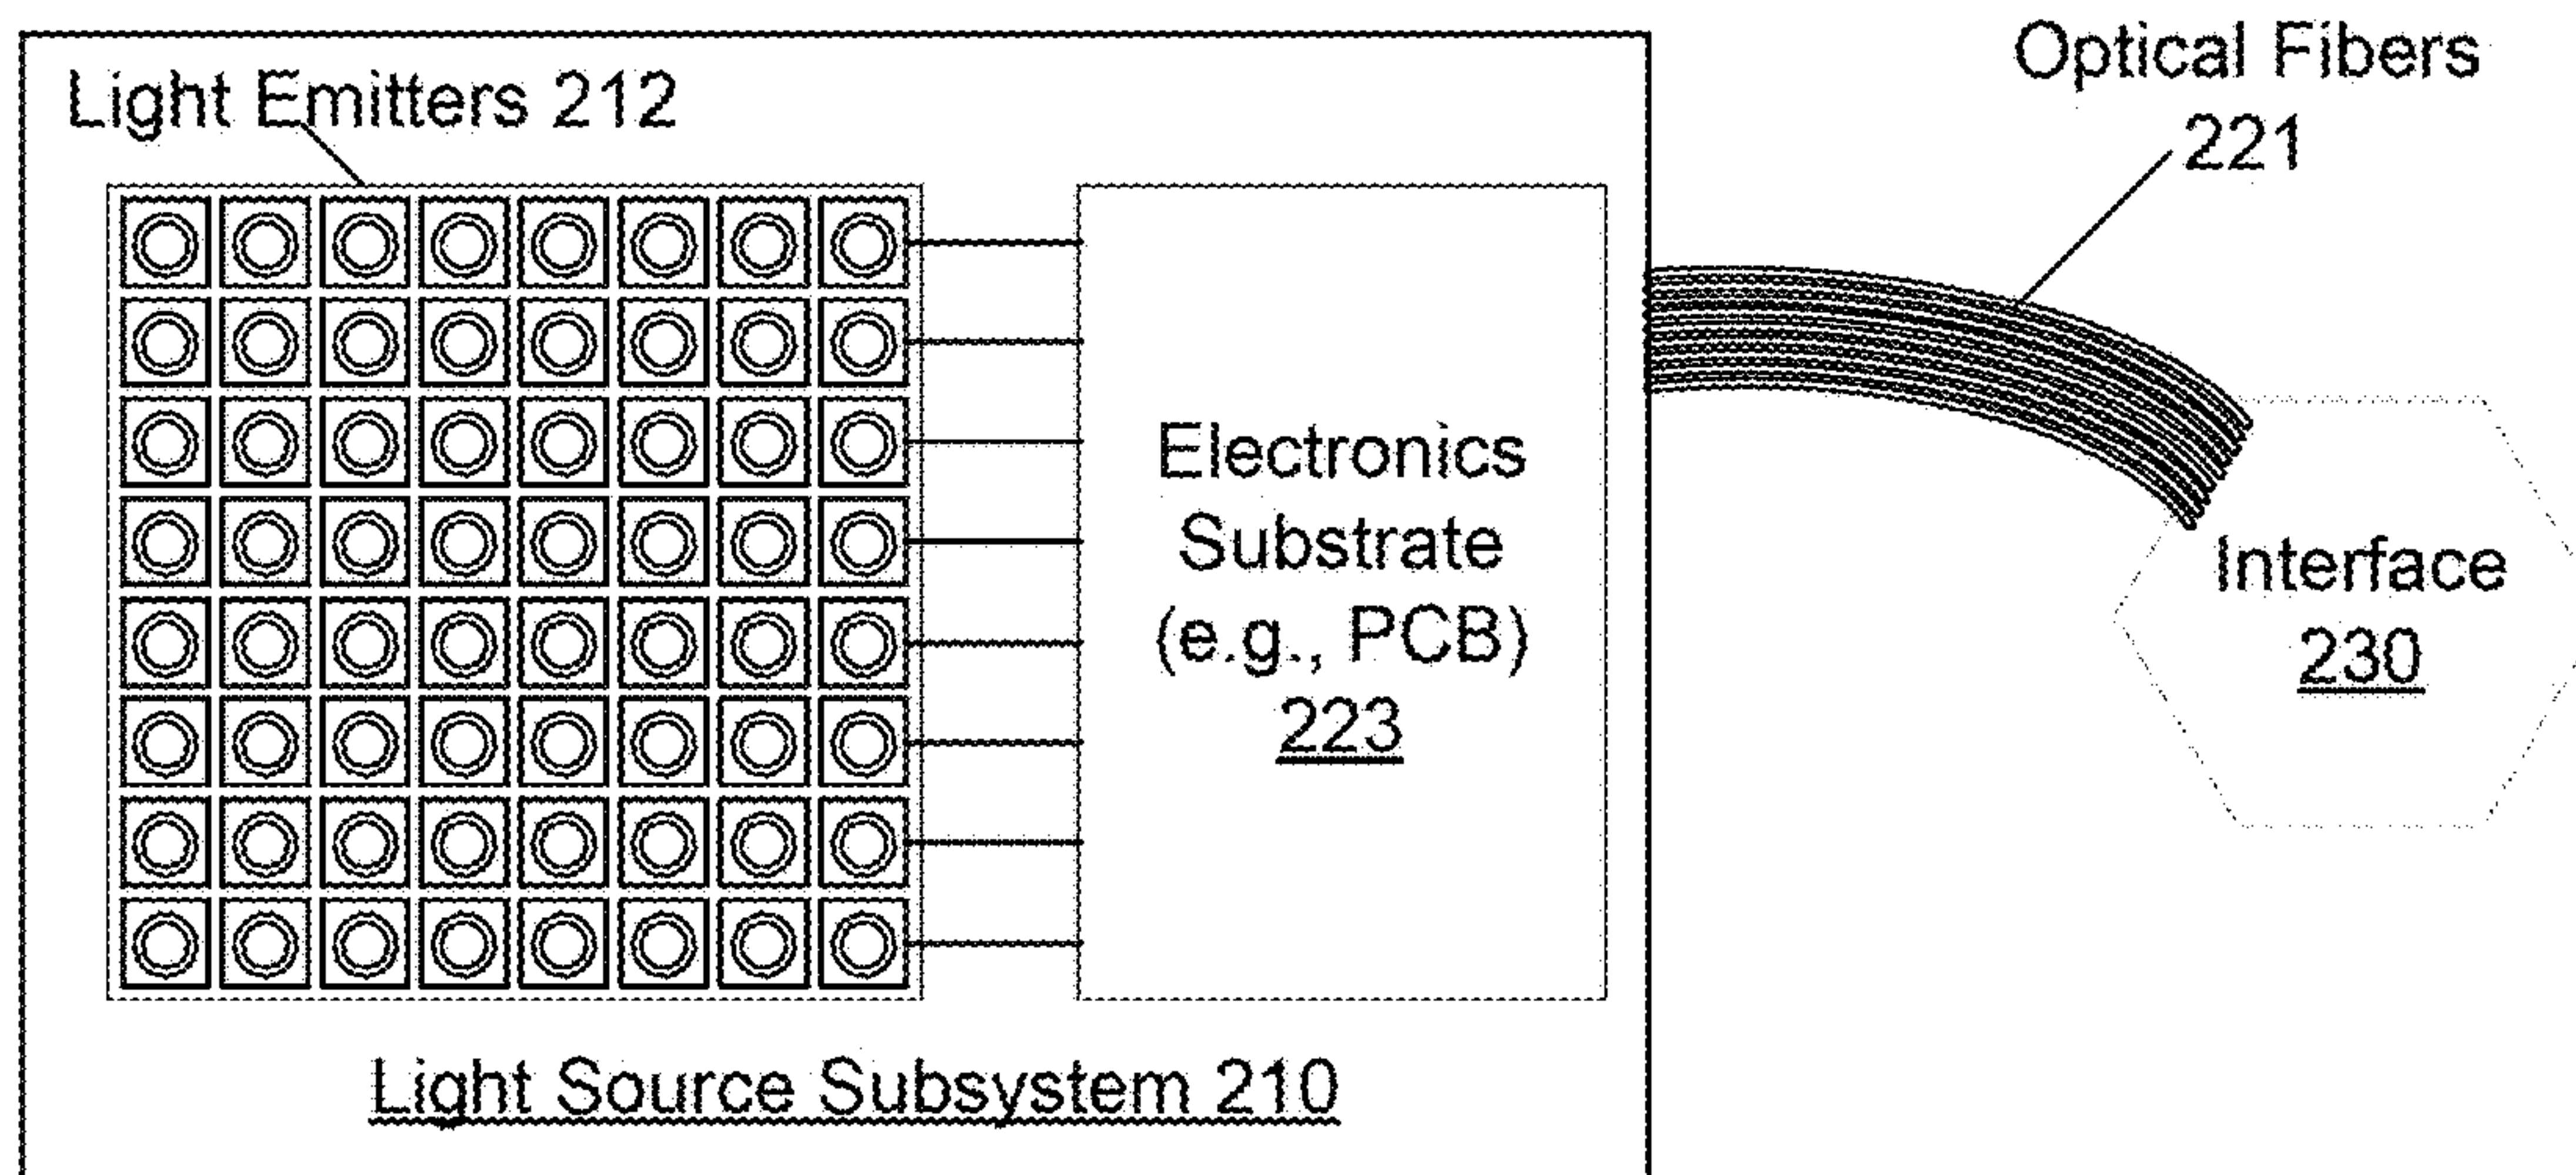 Light Emitters 212
Optical Fibers
221
Electronics
Substrate
(e.g., PCB)
223
Interface
230
Light Source Subsystem 210